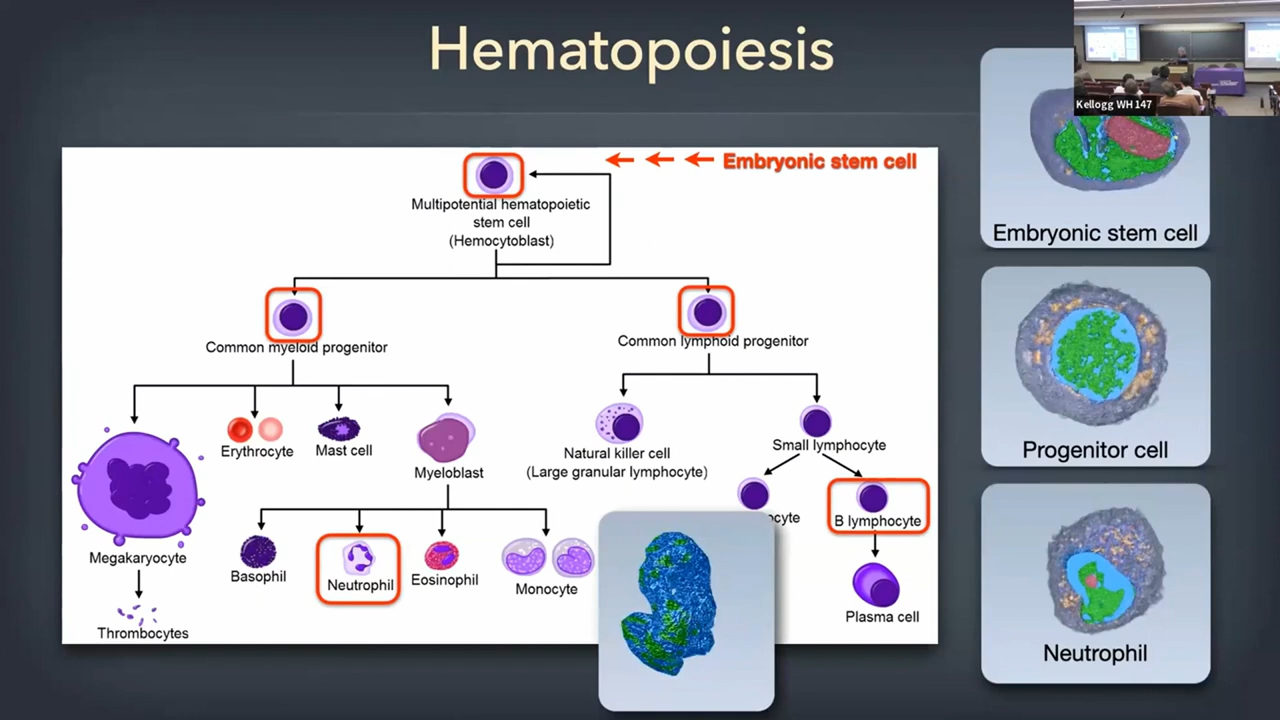 Hematopoiesis
Kellogg WH 147
Embryonic stem cell
Multipotential hematopoietic
stem cell
(Hemocytoblast)
Common myeloid progenitor
Common lymphoid progenitor
Erythrocyte
Mast cell
Myeloblast
Natural killer cell
(Large granular lymphocyte)
Small lymphocyte
B lymphocyte
Megakaryocyte
Basophil
Neutrophil
Eosinophil
Monocyte
Plasma cell
Thrombocytes
Embryonic stem cell
Progenitor cell
Neutrophil